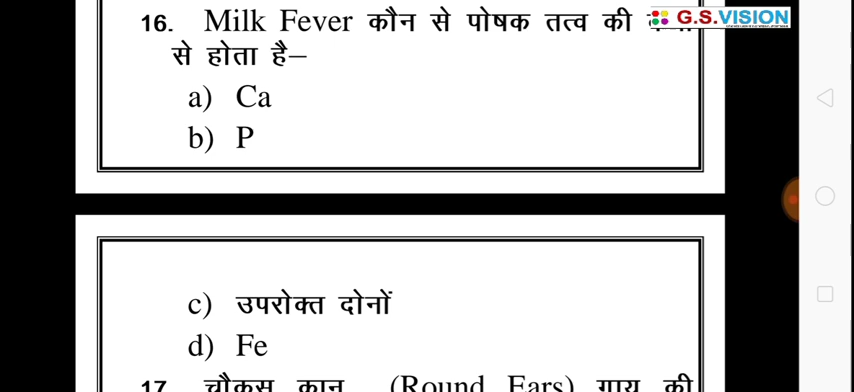 16. Milk Fever कौन से पोषक तत्व की
G.S.VISION
से होता है–
a) Ca
b) P
c) उपरोक्त दोनों
d) Fe
17. चौकस कान (Round Ears) गाय की